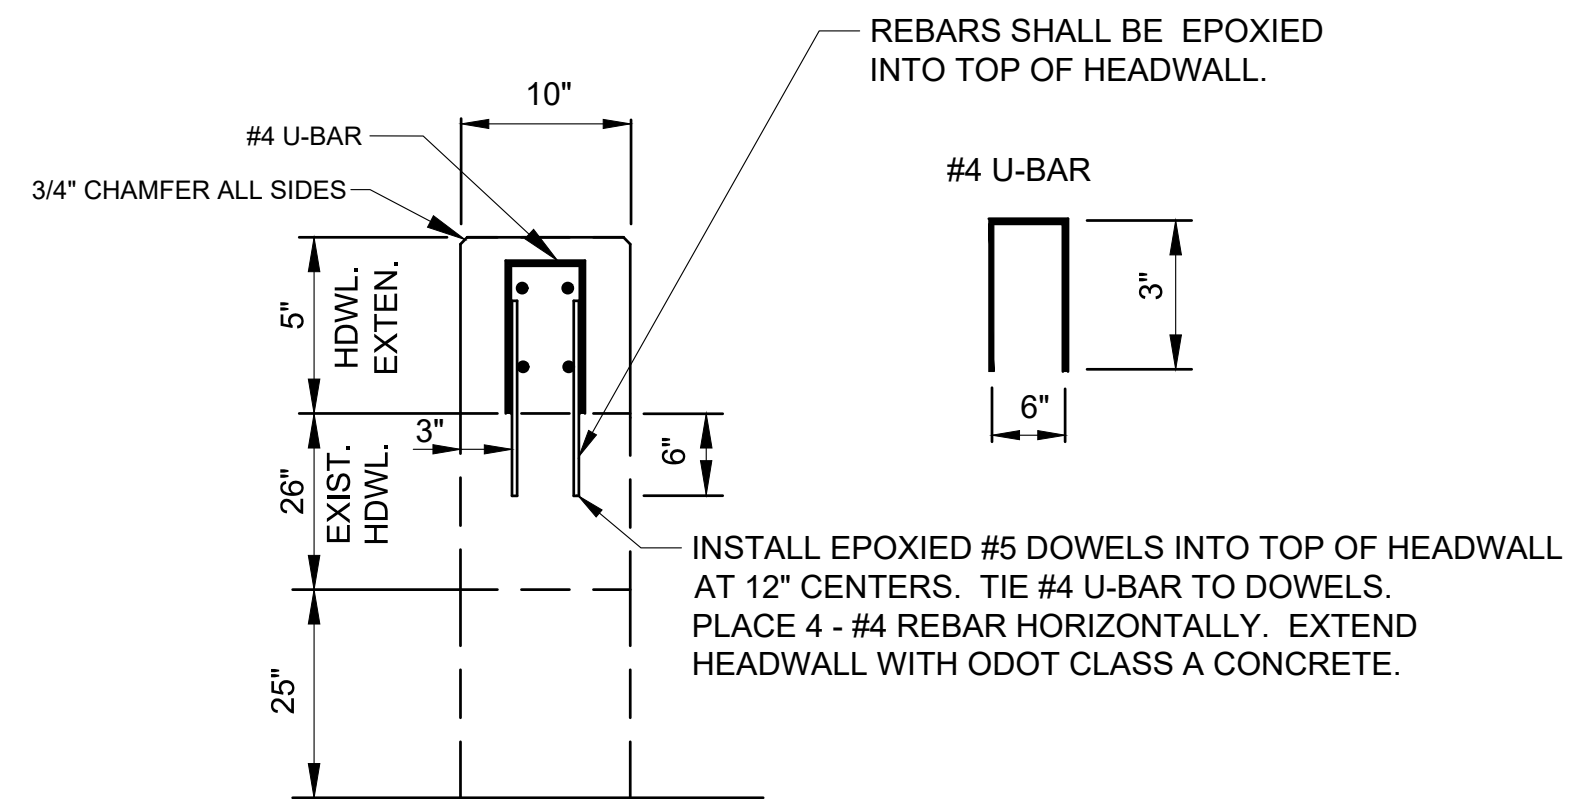 REBARS SHALL BE EPOXIED
INTO TOP OF HEADWALL.
10"
#4 U-BAR
3/4" CHAMFER ALL SIDES
#4 U-BAR
5"
HDWL.
EXTEN.
3"
6"
3"
26"
EXIST.
HDWL.
6"
INSTALL EPOXIED #5 DOWELS INTO TOP OF HEADWALL
AT 12" CENTERS. TIE #4 U-BAR TO DOWELS.
PLACE 4 - #4 REBAR HORIZONTALLY. EXTEND
HEADWALL WITH ODOT CLASS A CONCRETE.
25"